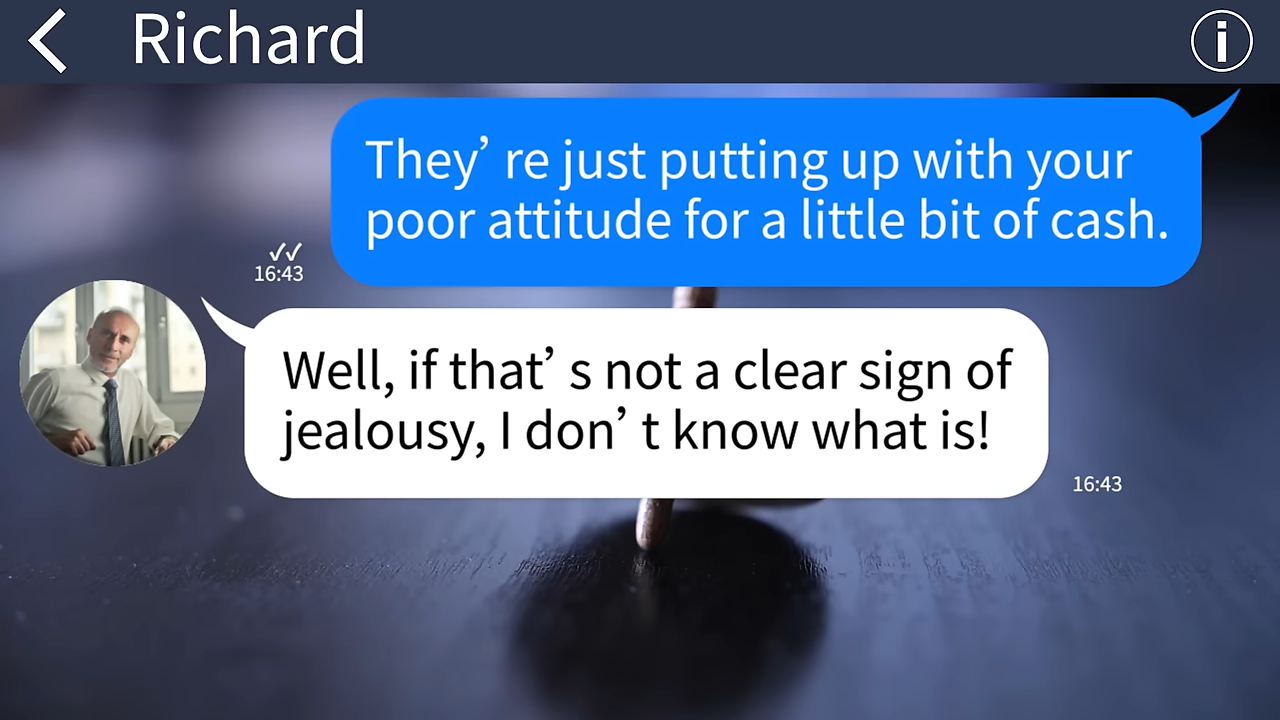 Richard
They’ re just putting up with your
poor attitude for a little bit of cash.
16:43
Well, if that’ s not a clear sign of
jealousy, I don’ t know what is!
16:43